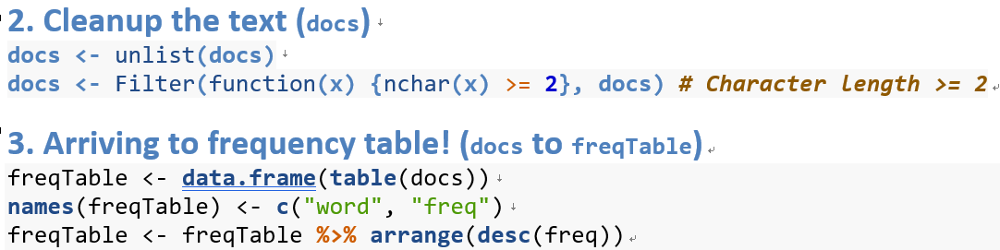 2. Cleanup the text (docs)
docs <- unlist(docs)
docs <- Filter(function(x) {nchar(x) >= 2}, docs) # Character length >= 2
3. Arriving to frequency table! (docs to freqTable)
freqTable <- data.frame(table(docs))
names(freqTable) <- c("word", "freq")
freqTable <- freqTable %>% arrange(desc(freq))